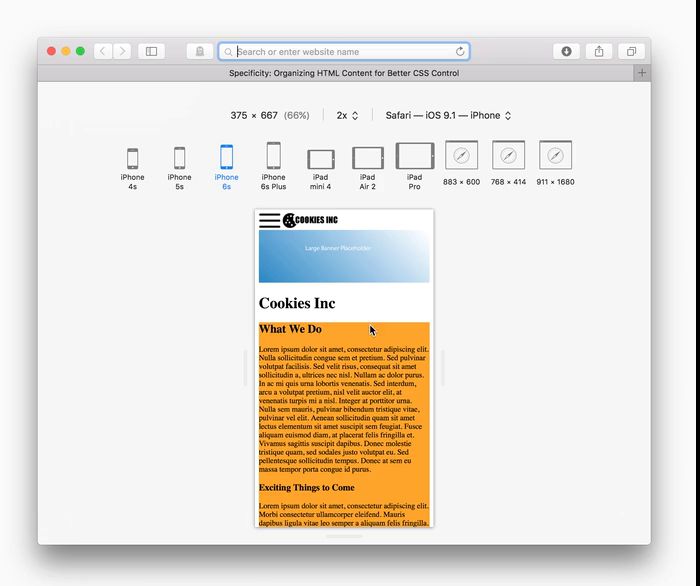 Search or enter website name
Specificity: Organizing HTML Content for Better CSS Control
375 × 667 (66%)
2x
Safari — iOS 9.1 — iPhone
iPhone
4s
iPhone
5s
iPhone
6s
iPhone
6s Plus
iPad
mini 4
iPad
Air 2
iPad
Pro
883 × 600
768 × 414
911 × 1680
COOKIES INC
Large Banner Placeholder
Cookies Inc
What We Do
Lorem ipsum dolor sit amet, consectetur adipiscing elit.
Nulla sollicitudin congue sem et pretium. Sed pulvinar
volutpat facilisis. Sed velit risus, consequat sit amet
sollicitudin a, ultrices nec nisl. Nullam ac dolor purus.
In ac mi quis urna lobortis venenatis. Sed interdum,
arcu a volutpat pretium, nisl velit auctor elit, at
venenatis turpis mi a nisl. Integer at porttitor urna.
Nulla sem mauris, pulvinar bibendum tristique vitae,
pulvinar vel elit. Aenean sollicitudin quam sit amet
lectus elementum sit amet suscipit sem feugiat. Fusce
aliquam euismod diam, at placerat felis fringilla et.
Vivamus sagittis suscipit dapibus. Donec molestie
tristique quam, sed sodales justo volutpat eu. Sed
pellentesque sollicitudin tempus. Donec at sem eu
massa tempor porta congue id purus.
Exciting Things to Come
Lorem ipsum dolor sit amet, consectetur adipiscing elit.
Morbi consectetur ullamcorper eleifend. Mauris
dapibus ligula vitae leo semper a aliquam felis fringilla.